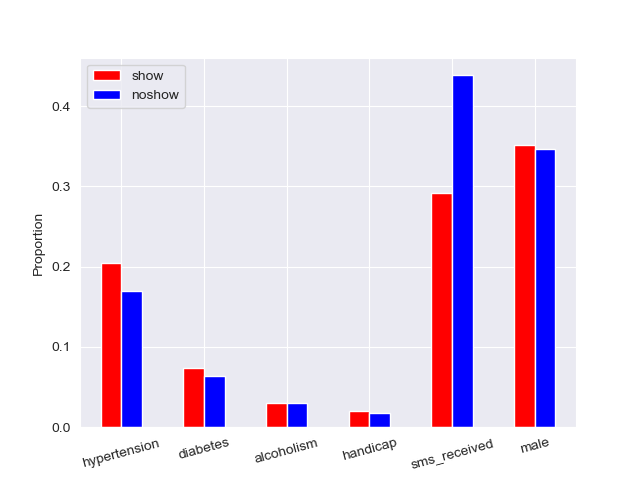 show
noshow
0.4
0.3
0.2
0.1
0.0
Proportion
hypertension
diabetes
alcoholism
handicap
sms_received
male